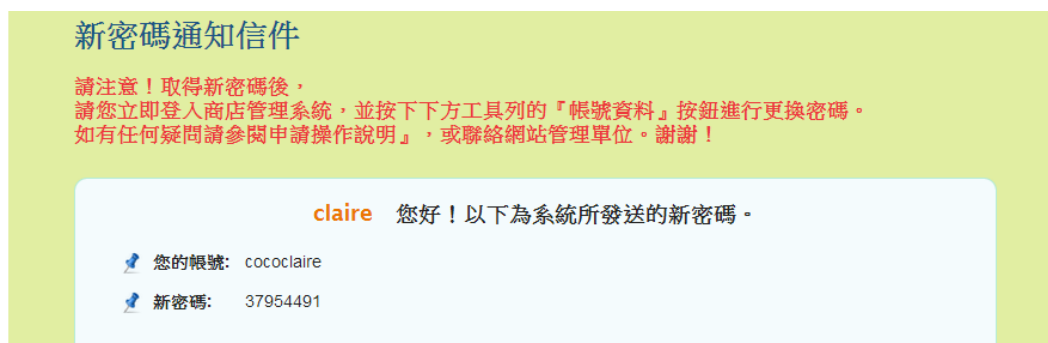 新密碼通知信件
請注意！取得新密碼後，
請您立即登入商店管理系統，並按下下方工具列的『帳號資料』按鈕進行更換密碼。
如有任何疑問請參閱申請操作說明』，或聯絡網站管理單位。謝謝！
claire 您好！以下為系統所發送的新密碼。
您的帳號: cococlaire
新密碼: 37954491